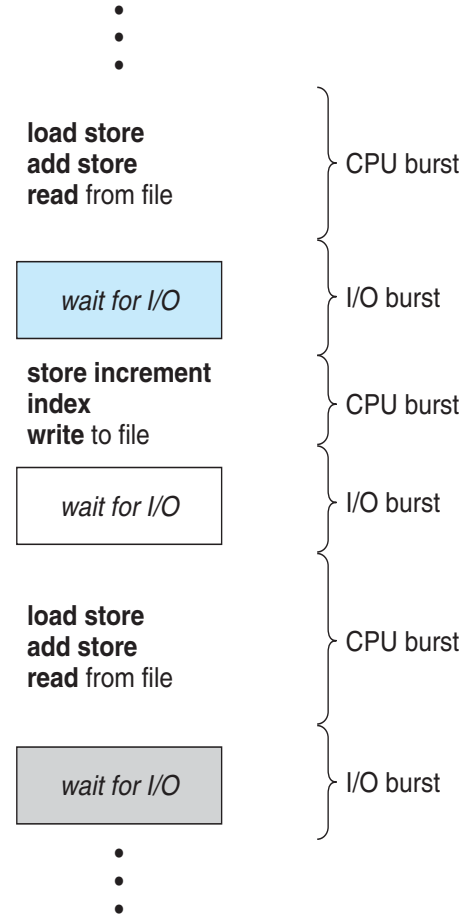 load store
add store
read from file
CPU burst
wait for I/O
I/O burst
store increment
index
write to file
CPU burst
wait for I/O
I/O burst
load store
add store
read from file
CPU burst
wait for I/O
I/O burst